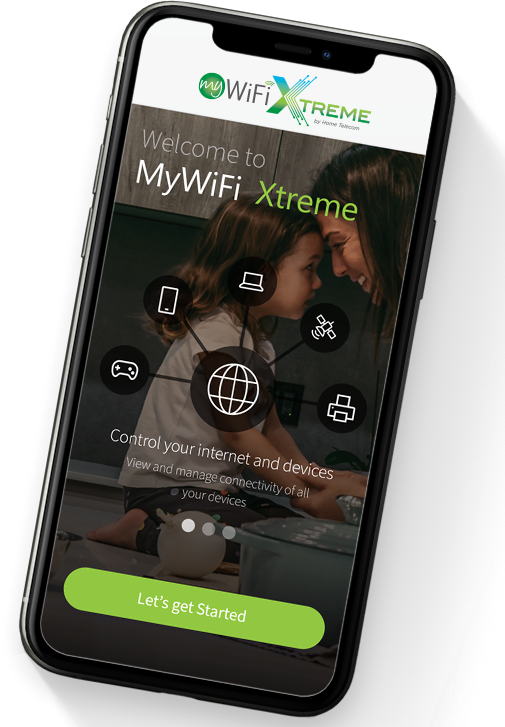 my WiFi XTREME
by Home Telecom
Welcome to
MyWiFi Xtreme
Control your internet and devices
View and manage connectivity of all
your devices
Let's get Started